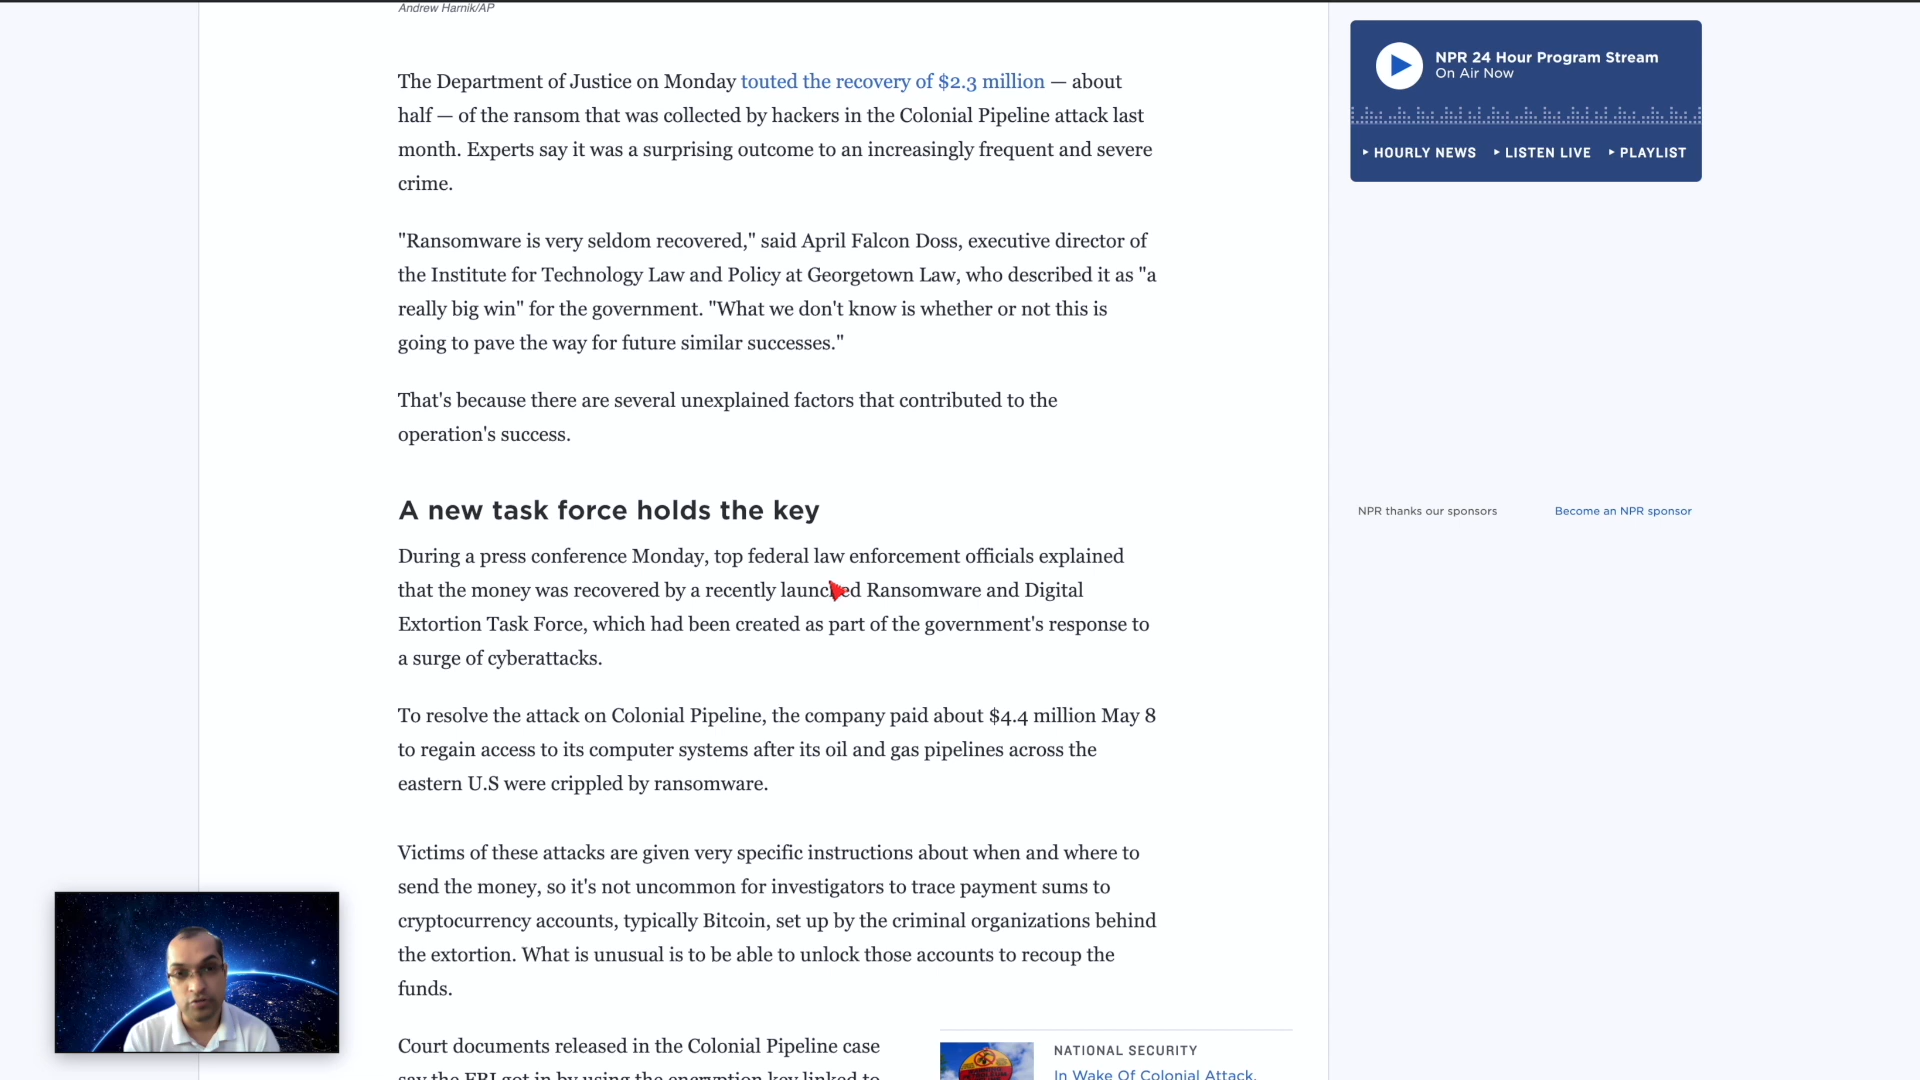 Andrew Harnik/AP
The Department of Justice on Monday touted the recovery of $2.3 million — about
half — of the ransom that was collected by hackers in the Colonial Pipeline attack last
month. Experts say it was a surprising outcome to an increasingly frequent and severe
crime.
"Ransomware is very seldom recovered," said April Falcon Doss, executive director of
the Institute for Technology Law and Policy at Georgetown Law, who described it as "a
really big win" for the government. "What we don't know is whether or not this is
going to pave the way for future similar successes."
That's because there are several unexplained factors that contributed to the
operation's success.
A new task force holds the key
During a press conference Monday, top federal law enforcement officials explained
that the money was recovered by a recently launched Ransomware and Digital
Extortion Task Force, which had been created as part of the government's response to
a surge of cyberattacks.
To resolve the attack on Colonial Pipeline, the company paid about $4.4 million May 8
to regain access to its computer systems after its oil and gas pipelines across the
eastern U.S were crippled by ransomware.
Victims of these attacks are given very specific instructions about when and where to
send the money, so it's not uncommon for investigators to trace payment sums to
cryptocurrency accounts, typically Bitcoin, set up by the criminal organizations behind
the extortion. What is unusual is to be able to unlock those accounts to recoup the
funds.
Court documents released in the Colonial Pipeline case
say the FBI got in by using the encryption key linked to
NATIONAL SECURITY
In Wake Of Colonial Attack,
NPR 24 Hour Program Stream
On Air Now
HOURLY NEWS LISTEN LIVE PLAYLIST
NPR thanks our sponsors Become an NPR sponsor